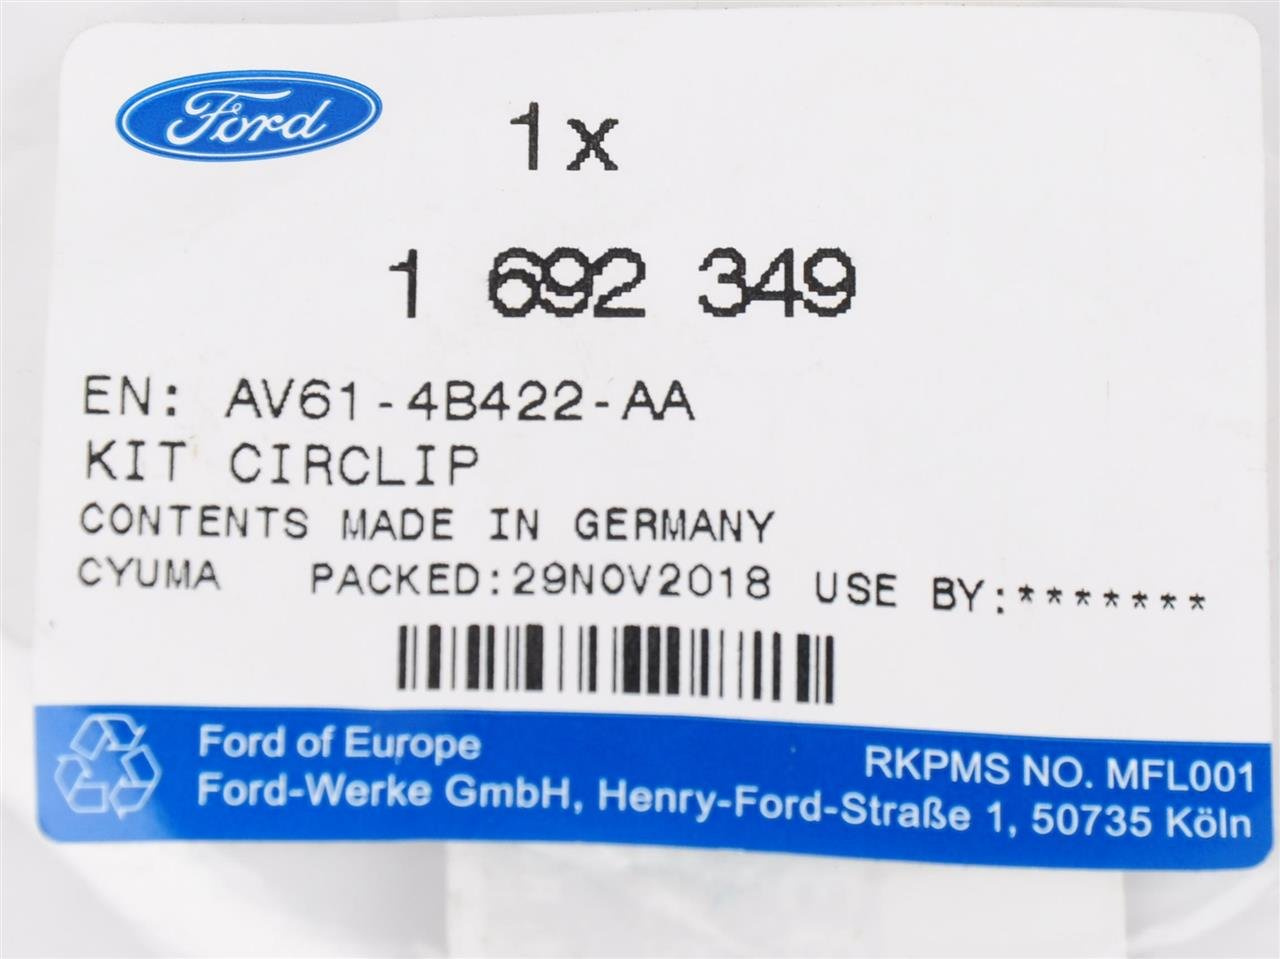 Ford
1x
1 692 349
EN: AV61-4B422-AA
KIT CIRCLIP
CONTENTS MADE IN GERMANY
CYUMA PACKED:29NOV2018 USE BY:*******
Ford of Europe
RKPMS NO. MFL001
Ford-Werke GmbH, Henry-Ford-Straße 1, 50735 Köln